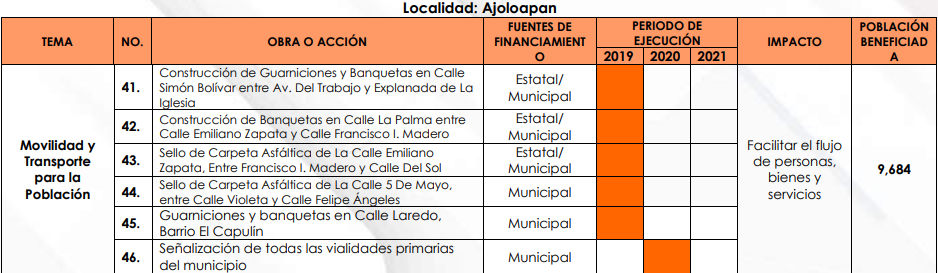 Localidad: Ajoloapan
TEMA
NO.
OBRA O ACCIÓN
FUENTES DE
FINANCIAMIENT
O
PERIODO DE
EJECUCIÓN
2019 2020 2021
IMPACTO
POBLACIÓN
BENEFICIAD
A
Movilidad y
Transporte
para la
Población
41.
Construcción de Guarniciones y Banquetas en Calle
Simón Bolívar entre Av. Del Trabajo y Explanada de La
Iglesia
Estatal/
Municipal
42.
Construcción de Banquetas en Calle La Palma entre
Calle Emiliano Zapata y Calle Francisco I. Madero
Estatal/
Municipal
43.
Sello de Carpeta Asfáltica de La Calle Emiliano
Zapata, Entre Francisco I. Madero y Calle Del Sol
Estatal/
Municipal
44.
Sello de Carpeta Asfáltica de La Calle 5 De Mayo,
entre Calle Violeta y Calle Felipe Ángeles
Municipal
45.
Guarniciones y banquetas en Calle Laredo,
Barrio El Capulín
Municipal
46.
Señalización de todas las vialidades primarias
del municipio
Municipal
Facilitar el flujo
de personas,
bienes y
servicios
9,684